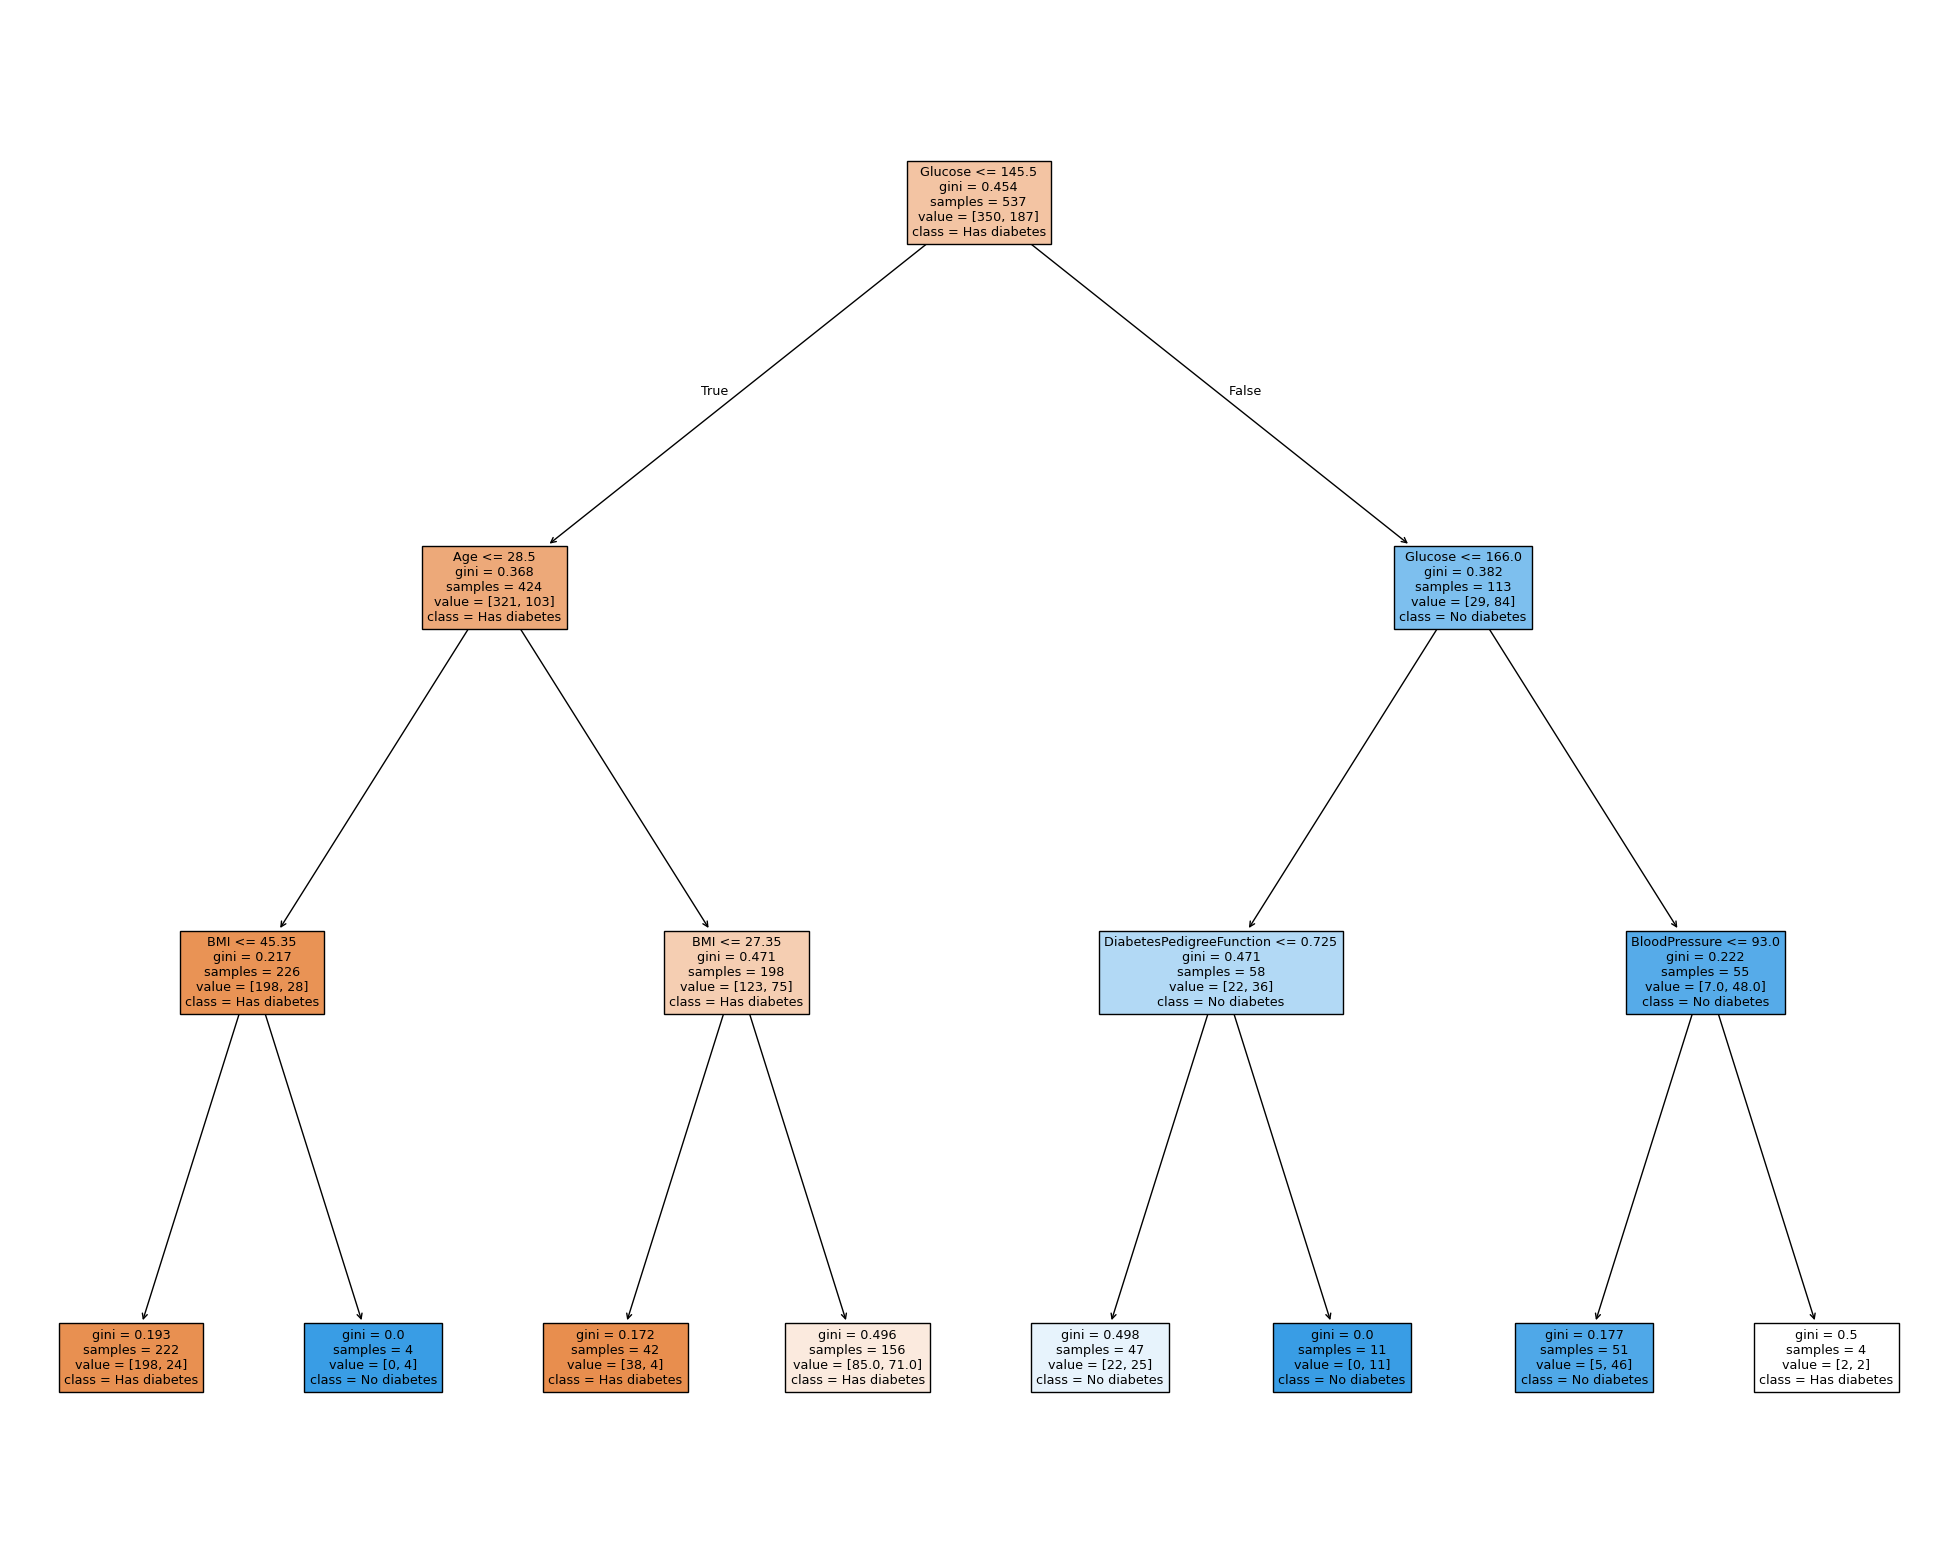 Glucose <= 145.5
gini = 0.454
samples = 537
value = [350, 187]
class = Has diabetes
True
False
Age <= 28.5
gini = 0.368
samples = 424
value = [321, 103]
class = Has diabetes
Glucose <= 166.0
gini = 0.382
samples = 113
value = [29, 84]
class = No diabetes
BMI <= 45.35
gini = 0.217
samples = 226
value = [198, 28]
class = Has diabetes
BMI <= 27.35
gini = 0.471
samples = 198
value = [123, 75]
class = Has diabetes
DiabetesPedigreeFunction <= 0.725
gini = 0.471
samples = 58
value = [22, 36]
class = No diabetes
BloodPressure <= 93.0
gini = 0.222
samples = 55
value = [7.0, 48.0]
class = No diabetes
gini = 0.193
samples = 222
value = [198, 24]
class = Has diabetes
gini = 0.0
samples = 4
value = [0, 4]
class = No diabetes
gini = 0.172
samples = 42
value = [38, 4]
class = Has diabetes
gini = 0.496
samples = 156
value = [85.0, 71.0]
class = Has diabetes
gini = 0.498
samples = 47
value = [22, 25]
class = No diabetes
gini = 0.0
samples = 11
value = [0, 11]
class = No diabetes
gini = 0.177
samples = 51
value = [5, 46]
class = No diabetes
gini = 0.5
samples = 4
value = [2, 2]
class = Has diabetes